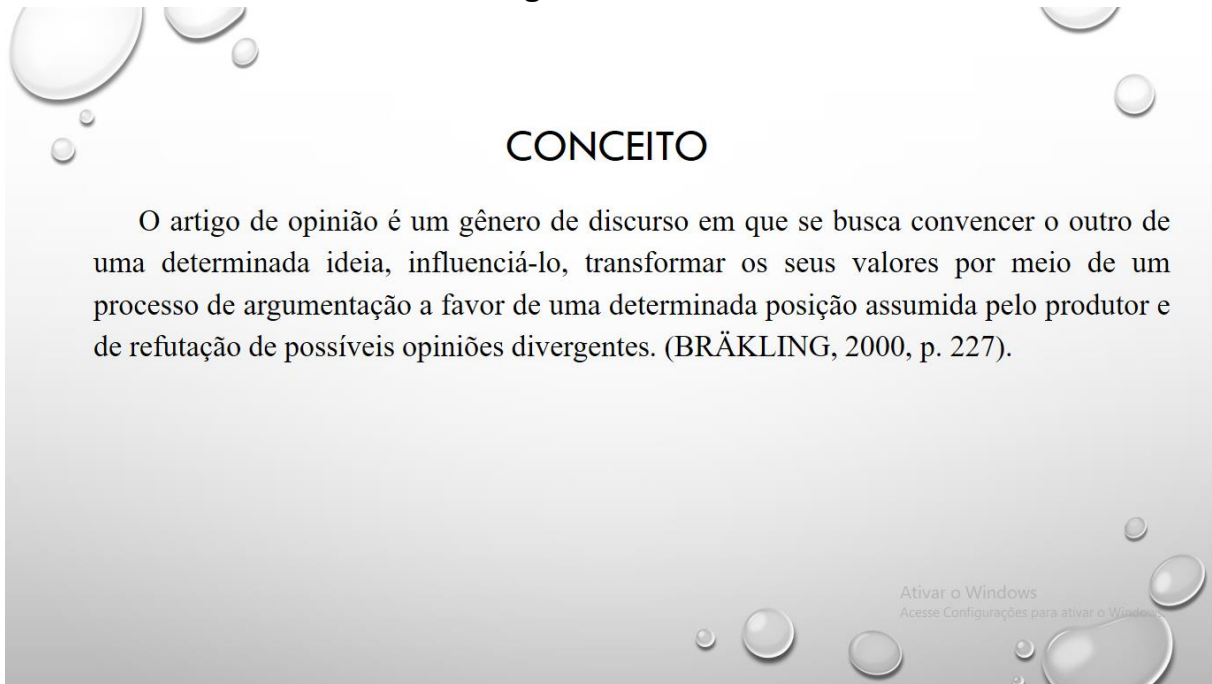 CONCEITO
O artigo de opinião é um gênero de discurso em que se busca convencer o outro de
uma determinada ideia, influenciá-lo, transformar os seus valores por meio de um
processo de argumentação a favor de uma determinada posição assumida pelo produtor e
de refutação de possíveis opiniões divergentes. (BRÄKLING, 2000, p. 227).
Ativar o Windows
Acesse Configurações para ativar o Windows.